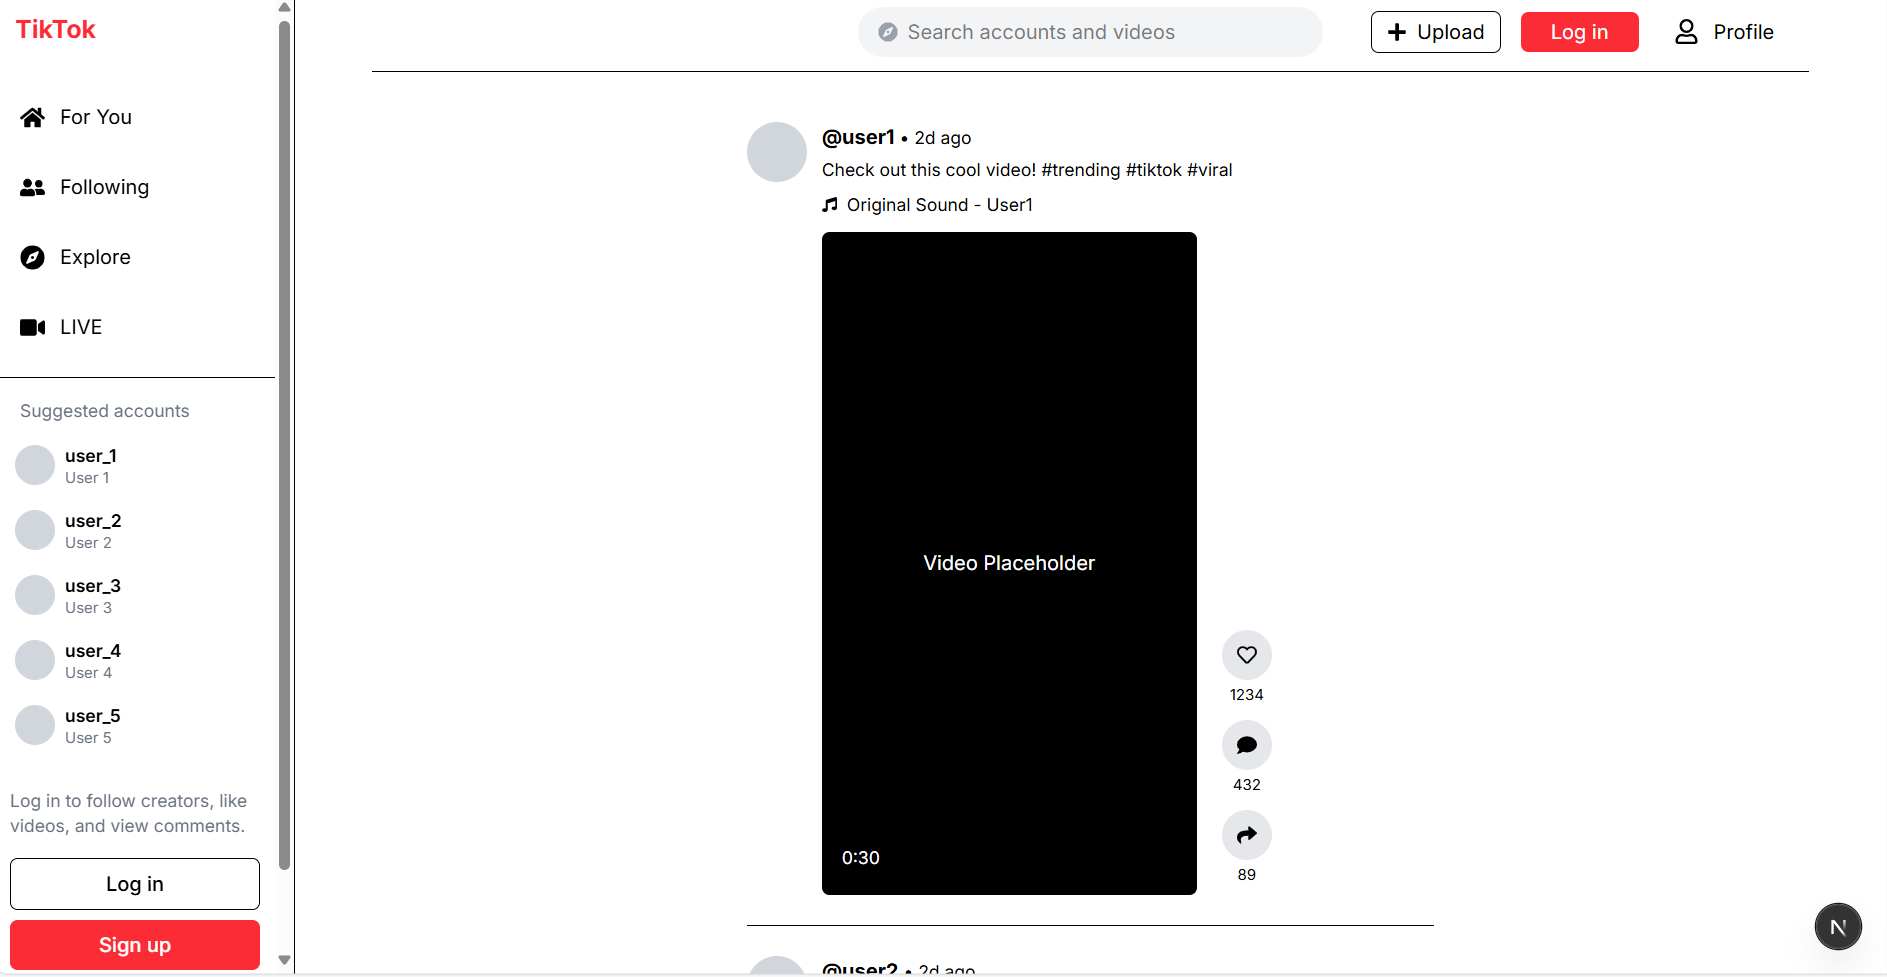 TikTok
For You
Following
Explore
LIVE
Suggested accounts
user_1
User 1
user_2
User 2
user_3
User 3
user_4
User 4
user_5
User 5
Log in to follow creators, like
videos, and view comments.
Log in
Sign up
Search accounts and videos
Upload
Log in
Profile
@user1 • 2d ago
Check out this cool video! #trending #tiktok #viral
Original Sound - User1
Video Placeholder
0:30
1234
432
89
@user2 • 2d ago
N